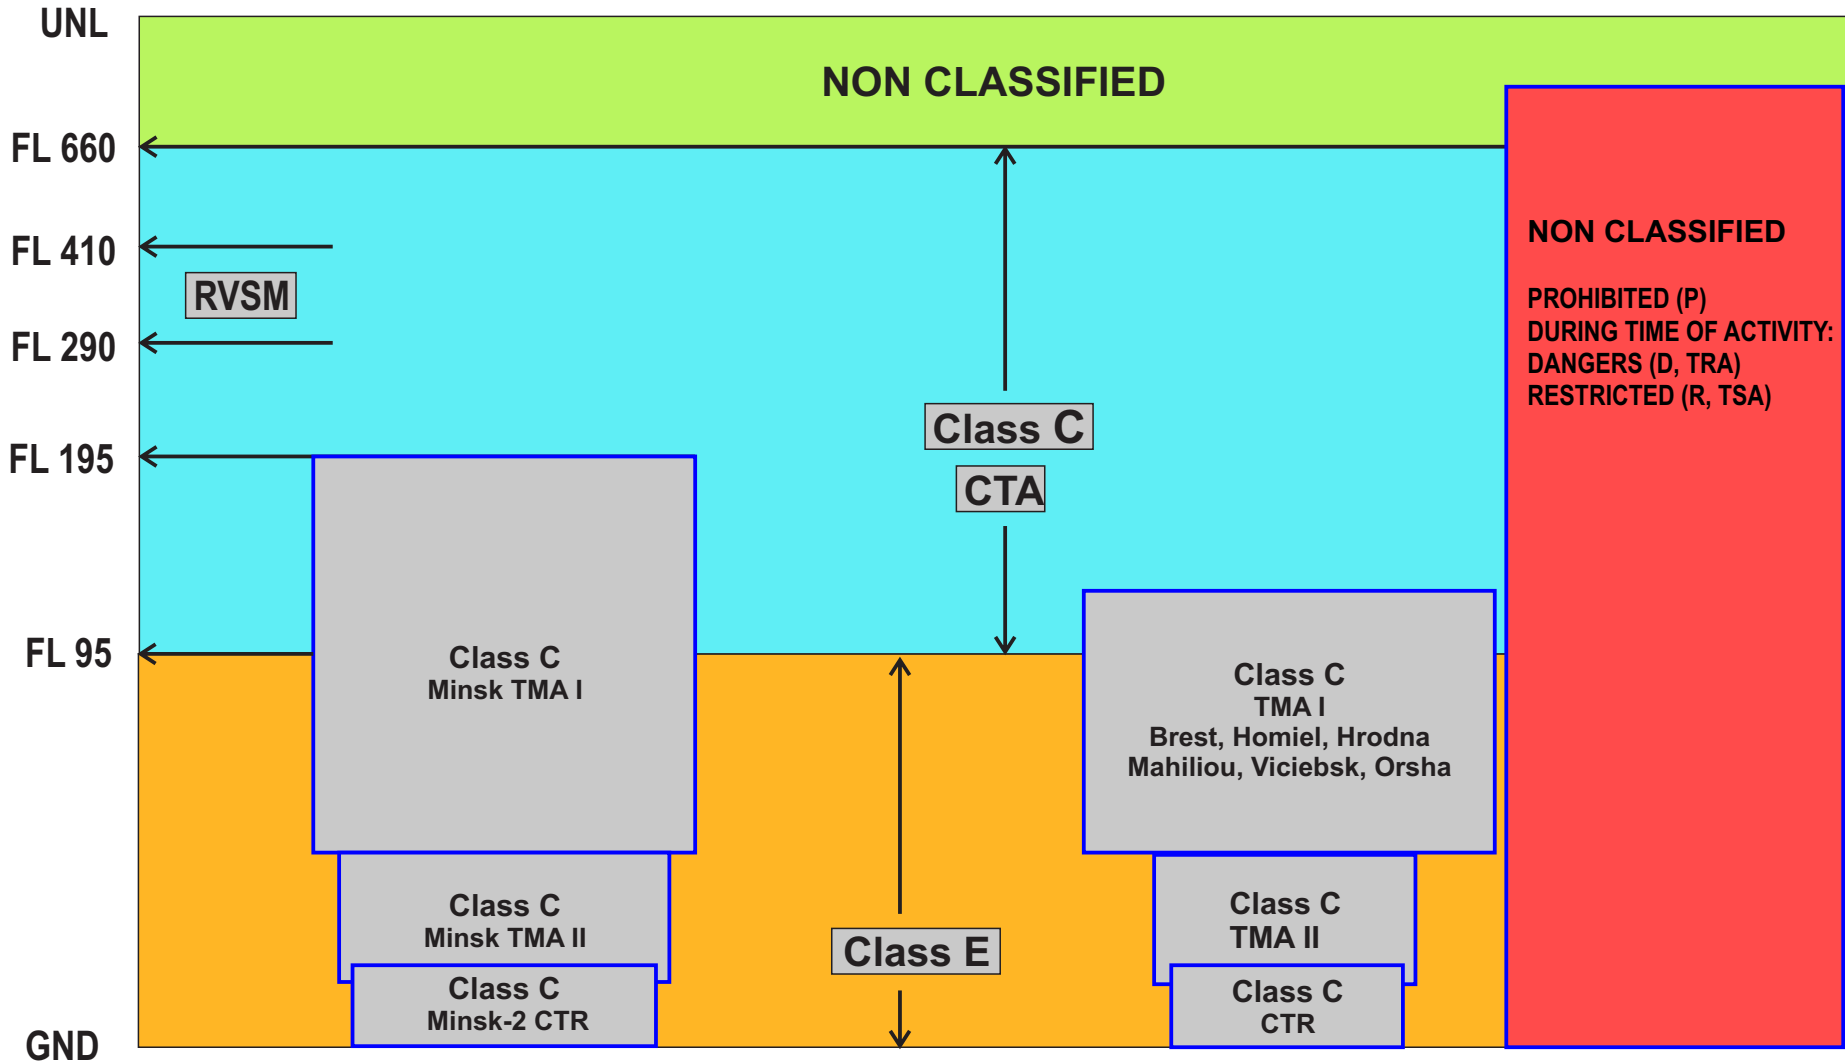 UNL
NON CLASSIFIED
FL 660
FL 410
RVSM
FL 290
FL 195
FL 95
GND
Class C
CTA
Class E
Class C
Minsk TMA I
Class C
Minsk TMA II
Class C
Minsk-2 CTR
Class C
TMA I
Brest, Homiel, Hrodna
Mahiliou, Viciebsk, Orsha
Class C
TMA II
Class C
CTR
NON CLASSIFIED
PROHIBITED (P)
DURING TIME OF ACTIVITY:
DANGERS (D, TRA)
RESTRICTED (R, TSA)